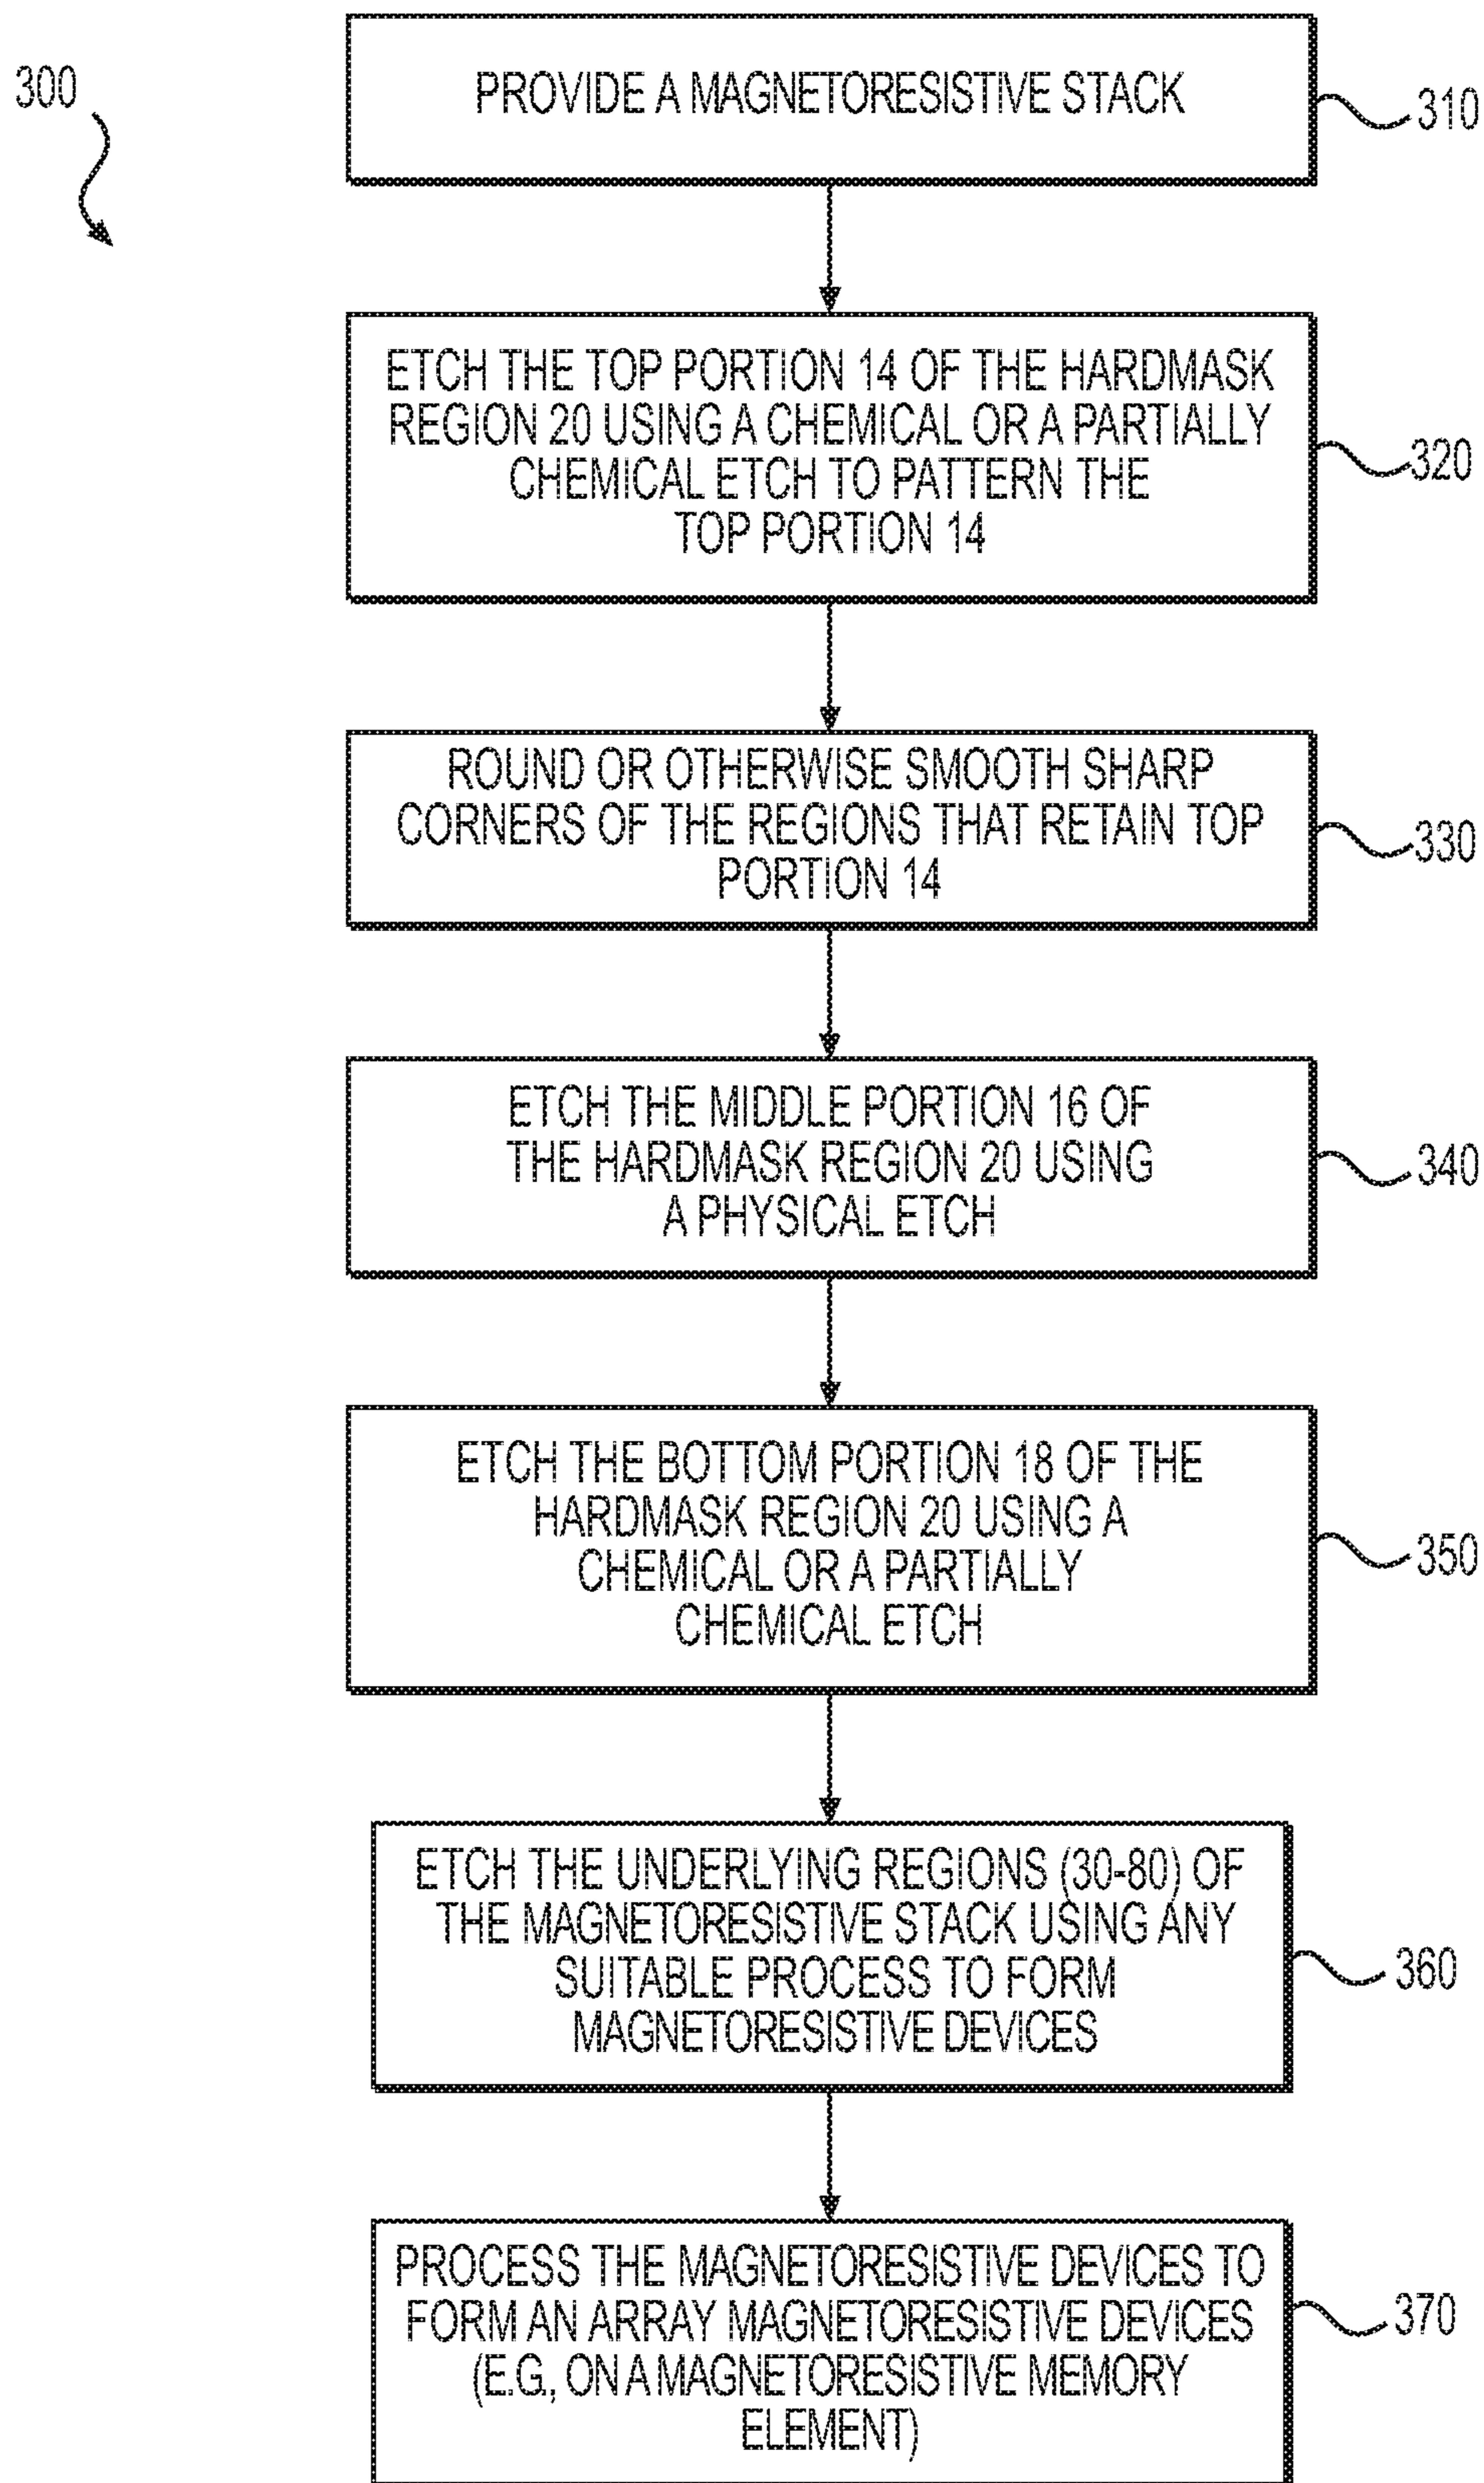 300
PROVIDE A MAGNETORESISTIVE STACK
310
ETCH THE TOP PORTION 14 OF THE HARDMASK
REGION 20 USING A CHEMICAL OR A PARTIALLY
CHEMICAL ETCH TO PATTERN THE
TOP PORTION 14
320
ROUND OR OTHERWISE SMOOTH SHARP
CORNERS OF THE REGIONS THAT RETAIN TOP
PORTION 14
330
ETCH THE MIDDLE PORTION 16 OF
THE HARDMASK REGION 20 USING
A PHYSICAL ETCH
340
ETCH THE BOTTOM PORTION 18 OF THE
HARDMASK REGION 20 USING A
CHEMICAL OR A PARTIALLY
CHEMICAL ETCH
350
ETCH THE UNDERLYING REGIONS (30-80) OF
THE MAGNETORESISTIVE STACK USING ANY
SUITABLE PROCESS TO FORM
MAGNETORESISTIVE DEVICES
360
PROCESS THE MAGNETORESISTIVE DEVICES TO
FORM AN ARRAY MAGNETORESISTIVE DEVICES
(E.G., ON A MAGNETORESISTIVE MEMORY
ELEMENT)
370